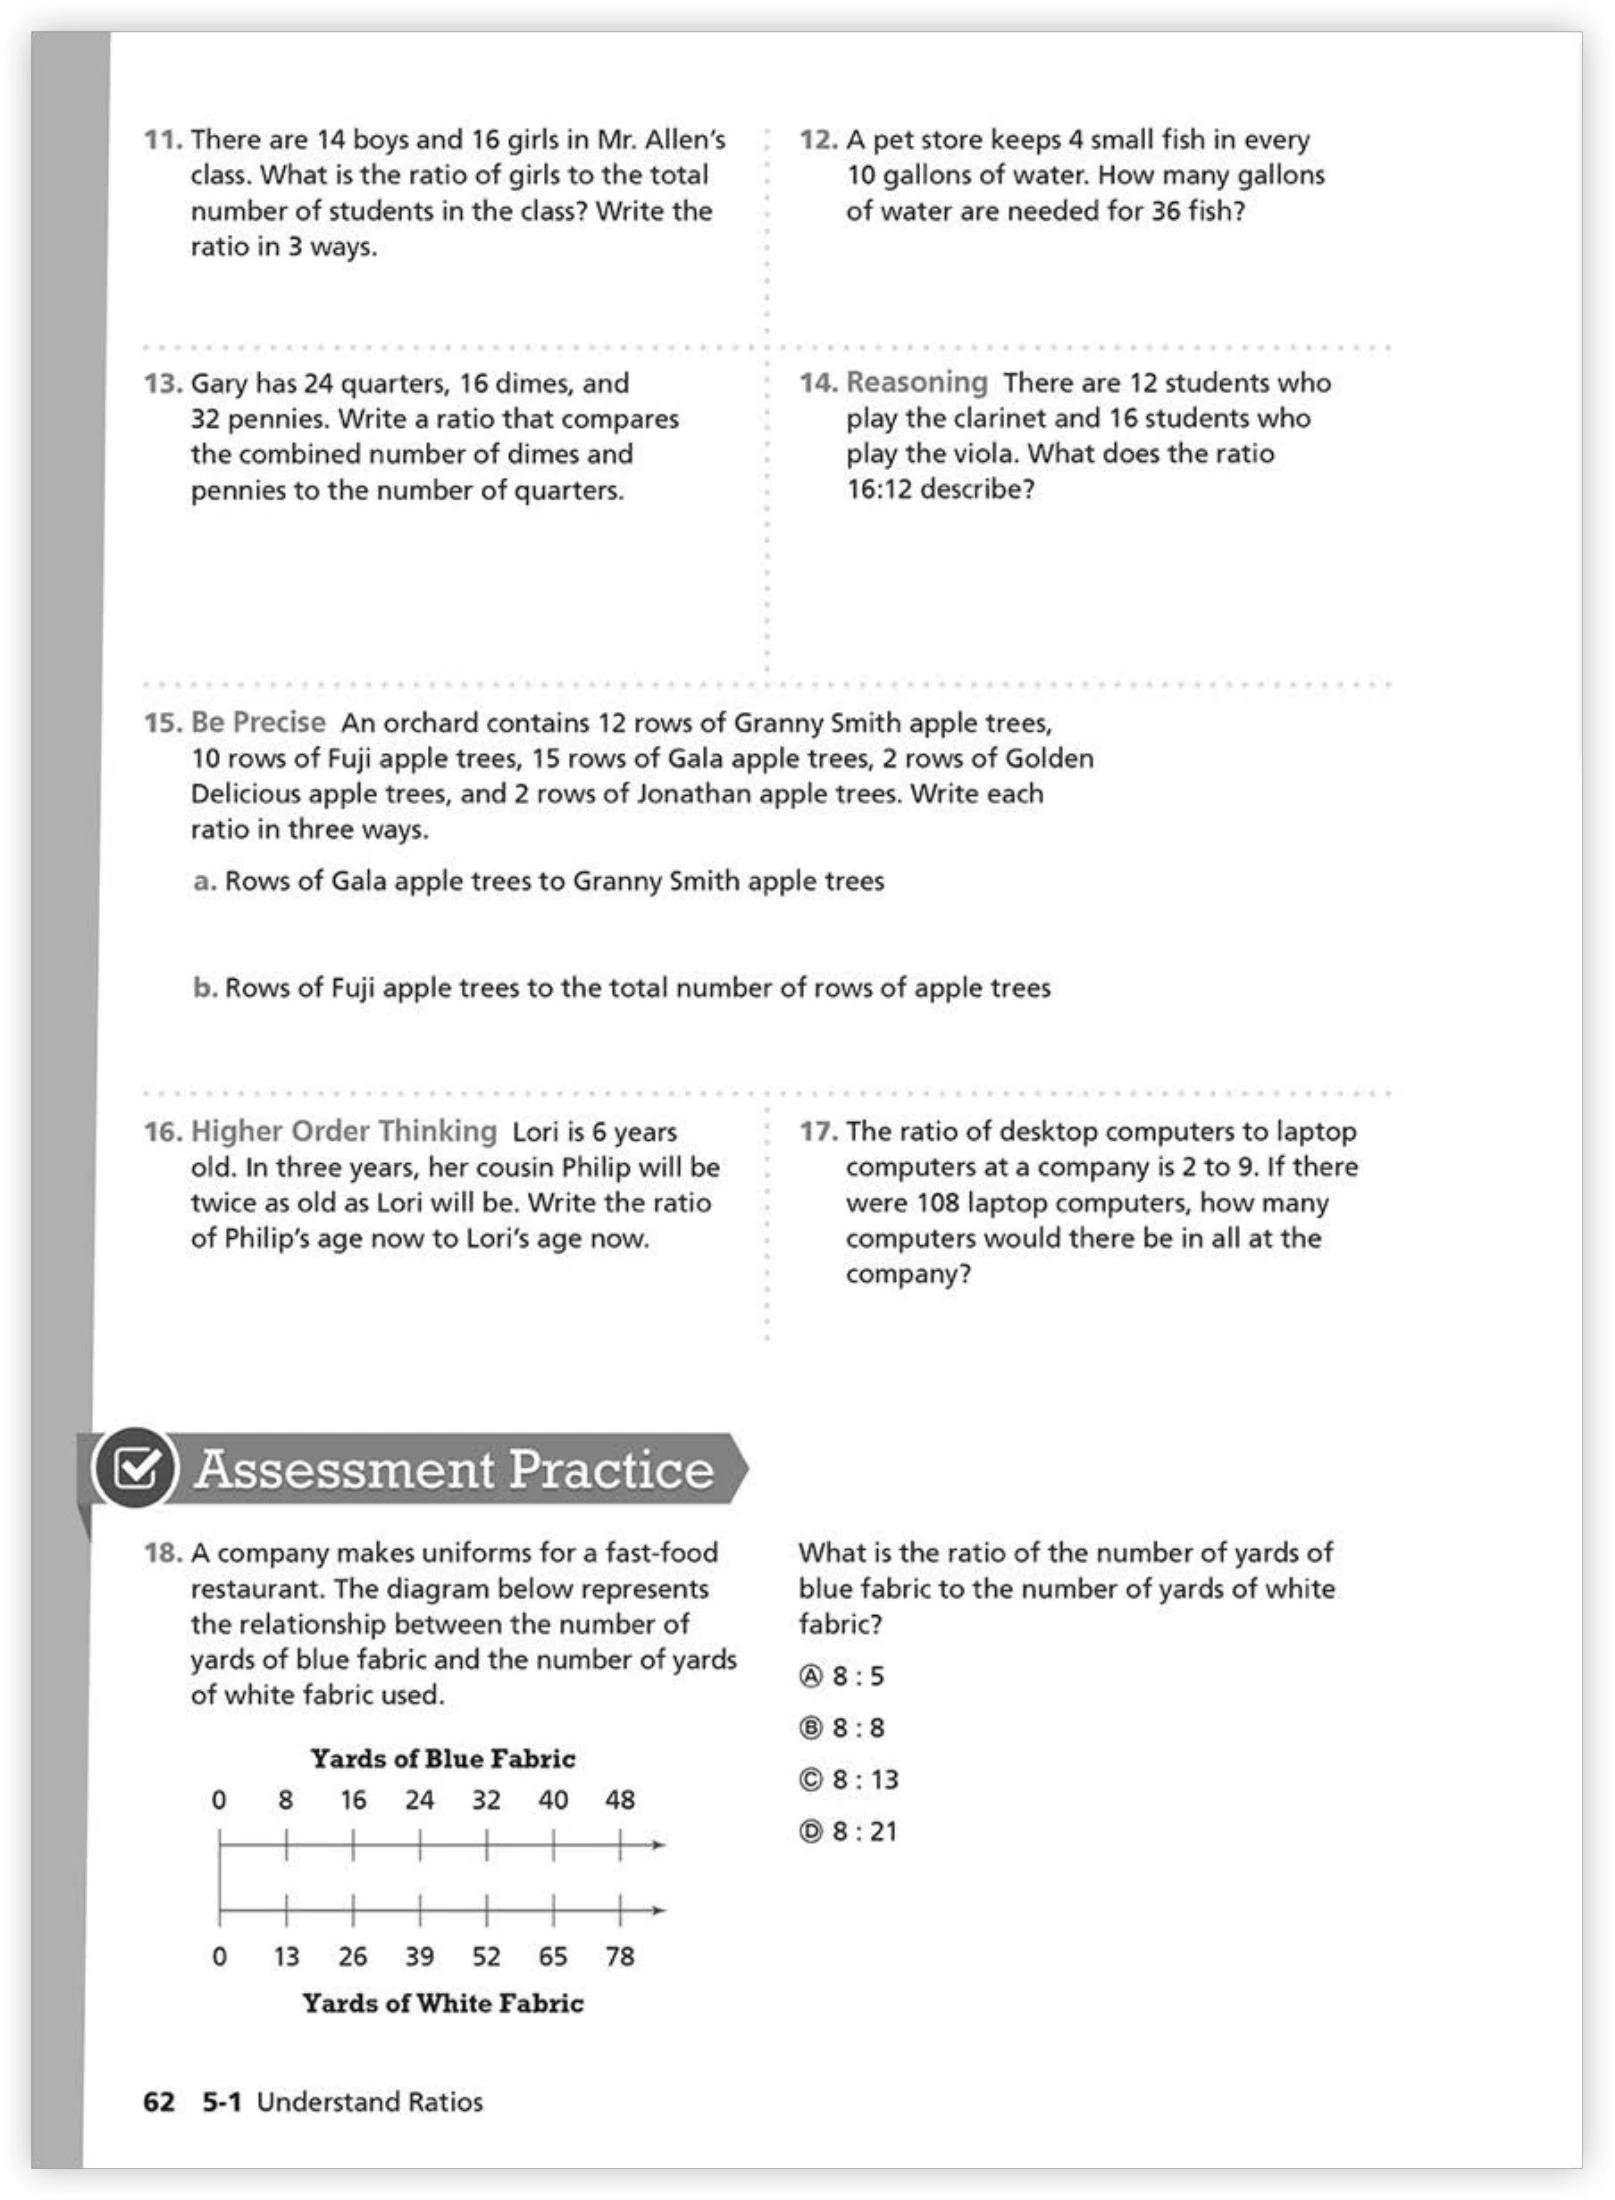 11. There are 14 boys and 16 girls in Mr. Allen's
class. What is the ratio of girls to the total
number of students in the class? Write the
ratio in 3 ways.
12. A pet store keeps 4 small fish in every
10 gallons of water. How many gallons
of water are needed for 36 fish?
13. Gary has 24 quarters, 16 dimes, and
32 pennies. Write a ratio that compares
the combined number of dimes and
pennies to the number of quarters.
14. Reasoning There are 12 students who
play the clarinet and 16 students who
play the viola. What does the ratio
16:12 describe?
15. Be Precise An orchard contains 12 rows of Granny Smith apple trees,
10 rows of Fuji apple trees, 15 rows of Gala apple trees, 2 rows of Golden
Delicious apple trees, and 2 rows of Jonathan apple trees. Write each
ratio in three ways.
a. Rows of Gala apple trees to Granny Smith apple trees
b. Rows of Fuji apple trees to the total number of rows of apple trees
16. Higher Order Thinking Lori is 6 years
old. In three years, her cousin Philip will be
twice as old as Lori will be. Write the ratio
of Philip's age now to Lori's age now.
17. The ratio of desktop computers to laptop
computers at a company is 2 to 9. If there
were 108 laptop computers, how many
computers would there be in all at the
company?
Assessment Practice
18. A company makes uniforms for a fast-food
restaurant. The diagram below represents
the relationship between the number of
yards of blue fabric and the number of yards
of white fabric used.
Yards of Blue Fabric
0 8 16 24 32 40 48
0 13 26 39 52 65 78
Yards of White Fabric
What is the ratio of the number of yards of
blue fabric to the number of yards of white
fabric?
Ⓐ 8 : 5
Ⓑ 8 : 8
Ⓒ 8 : 13
Ⓓ 8 : 21
62 5-1 Understand Ratios